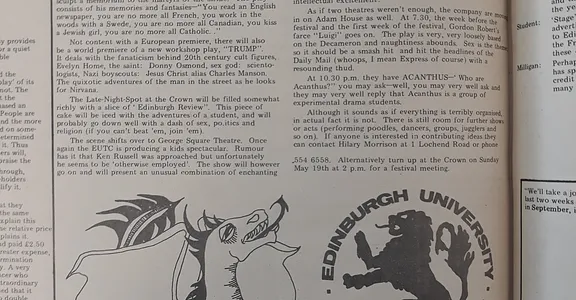 consists of his memories and fantasies—"You read an English
newspaper, you are no more all French, you work in the
woods with a Swede, you are no more all Canadian, you kiss
a Jewish girl, you are no more all Catholic..."
Not content with a European premiere, there will also
be a world premiere of a new workshop play, "TRUMP".
It deals with the fanaticism behind 20th century cult figures,
Evelyn Home, the saint: Donny Osmond, sex god: sciento-
logists, Nazi boyscouts: Jesus Christ alias Charles Manson.
The quixotic adventures of the man in the street as he looks
for Nirvana.
The Late-Night-Spot at the Crown will be filled somewhat
richly with a slice of "Edinburgh Review". This piece of
cake will be iced with the adventures of a student, and will
probably go down well with a dash of sex, politics and
religion (if you can't beat 'em, join 'em).
The scene shifts over to George Square Theatre. Once
again the EUTC is producing a kids spectacular. Rumour
has it that Ken Russell was approached but unfortunately
he seems to be 'otherwise employed'. The show will however
go on and will present an unusual combination of enchanting
As if two theatres weren't enough, the company are moving
in on Adam House as well. At 7.30, the week before the
festival and the first week of the festival, Gordon Robert's
farce "Luigi" goes on. The play is very, very loosely based
on the Decameron and naughtiness abounds. Sex is the theme
so it should be a smash hit and hit the headlines of the
Daily Mail (whoops, I mean Express of course) with a
resounding thud.
At 10.30 p.m. they have ACANTHUS—'Who are
Acanthus?' you may ask—well, you may very well ask and
they may very well reply that Acanthus is a group of
experimental drama students.
Although it sounds as if everything is terribly organised,
in actual fact it is not. There is still room for further shows
or acts (performing poodles, dancers, groups, jugglers and
so on). If anyone is interested in contributing ideas they
can contact Hilary Morrison at 1 Lochend Road or phone
554 6558. Alternatively turn up at the Crown on Sunday
May 19th at 2 p.m. for a festival meeting.
EDINBURGH UNIVERSITY
Student:
Milligan:
"We'll take a jo
last two weeks
in September, i